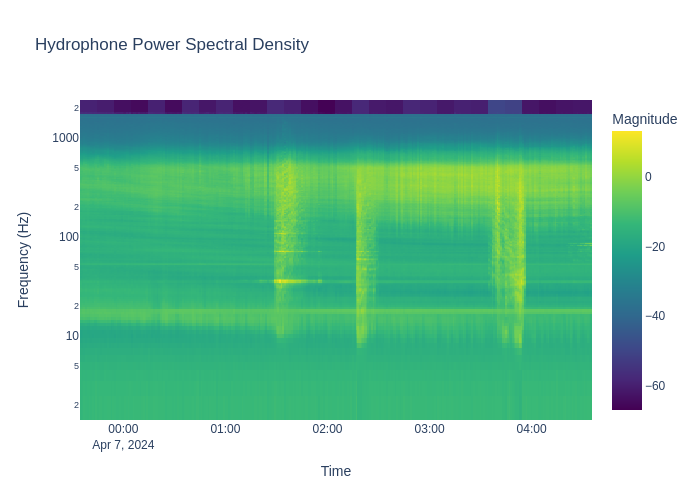 Hydrophone Power Spectral Density
Magnitude
2
1000
5
2
100
5
2
10
5
2
0
−20
−40
−60
Frequency (Hz)
00:00 01:00 02:00 03:00 04:00
Apr 7, 2024
Time